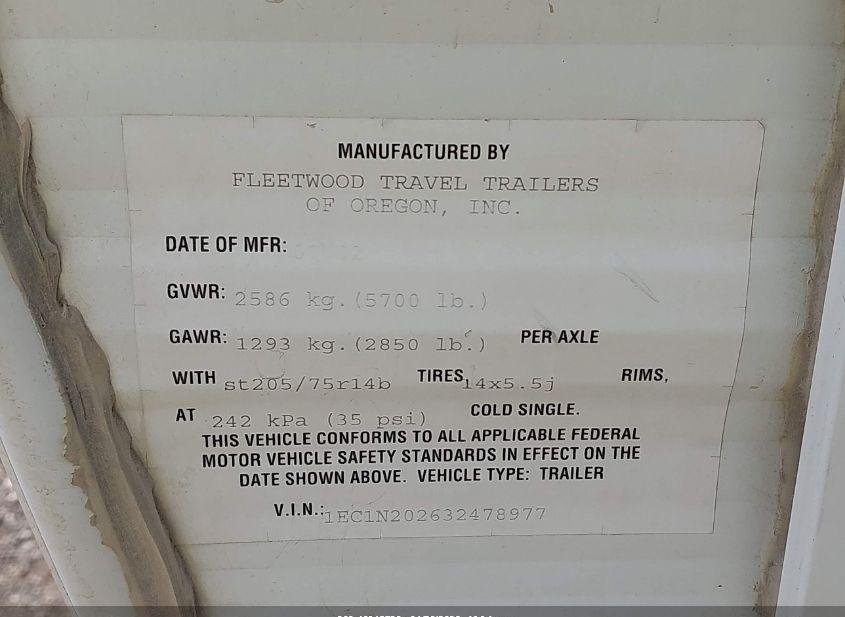 MANUFACTURED BY
FLEETWOOD TRAVEL TRAILERS
OF OREGON, INC.
DATE OF MFR:
GVWR: 2586 kg.(5700 lb.)
GAWR: 1293 kg.(2850 lb.) PER AXLE
WITH st205/75r14b TIRES, 14x5.5j RIMS,
AT 242 kPa (35 psi) COLD SINGLE.
THIS VEHICLE CONFORMS TO ALL APPLICABLE FEDERAL
MOTOR VEHICLE SAFETY STANDARDS IN EFFECT ON THE
DATE SHOWN ABOVE. VEHICLE TYPE: TRAILER
V.I.N.: 1EC1N202632478977